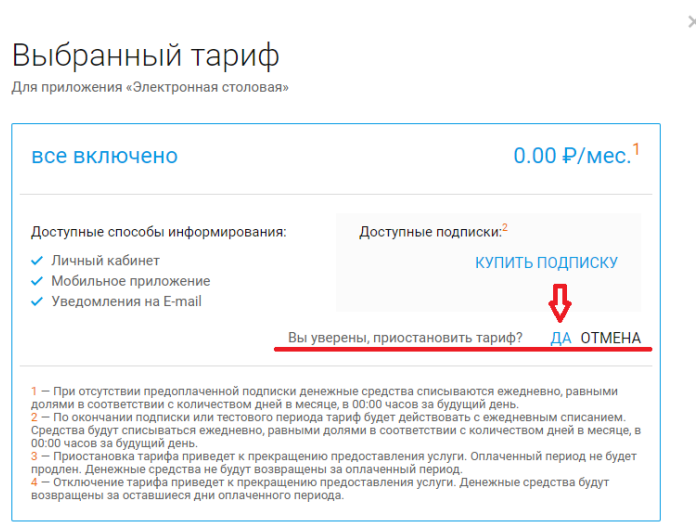 Выбранный тариф
Для приложения «Электронная столовая»
все включено
0.00 ₽/мес.1
Доступные способы информирования:
Доступные подписки:2
Личный кабинет
КУПИТЬ ПОДПИСКУ
Мобильное приложение
Уведомления на E-mail
Вы уверены, приостановить тариф? ДА ОТМЕНА
1 — При отсутствии предоплаченной подписки денежные средства списываются ежедневно, равными
долями в соответствии с количеством дней в месяце, в 00:00 часов за будущий день.
2 — По окончании подписки или тестового периода тариф будет действовать с ежедневным списанием.
Средства будут списываться ежедневно, равными долями в соответствии с количеством дней в месяце, в
00:00 часов за будущий день.
3 — Приостановка тарифа приведет к прекращению предоставления услуги. Оплаченный период не будет
продлен. Денежные средства не будут возвращены за оплаченный период.
4 — Отключение тарифа приведет к прекращению предоставления услуги. Денежные средства будут
возвращены за оставшиеся дни оплаченного периода.